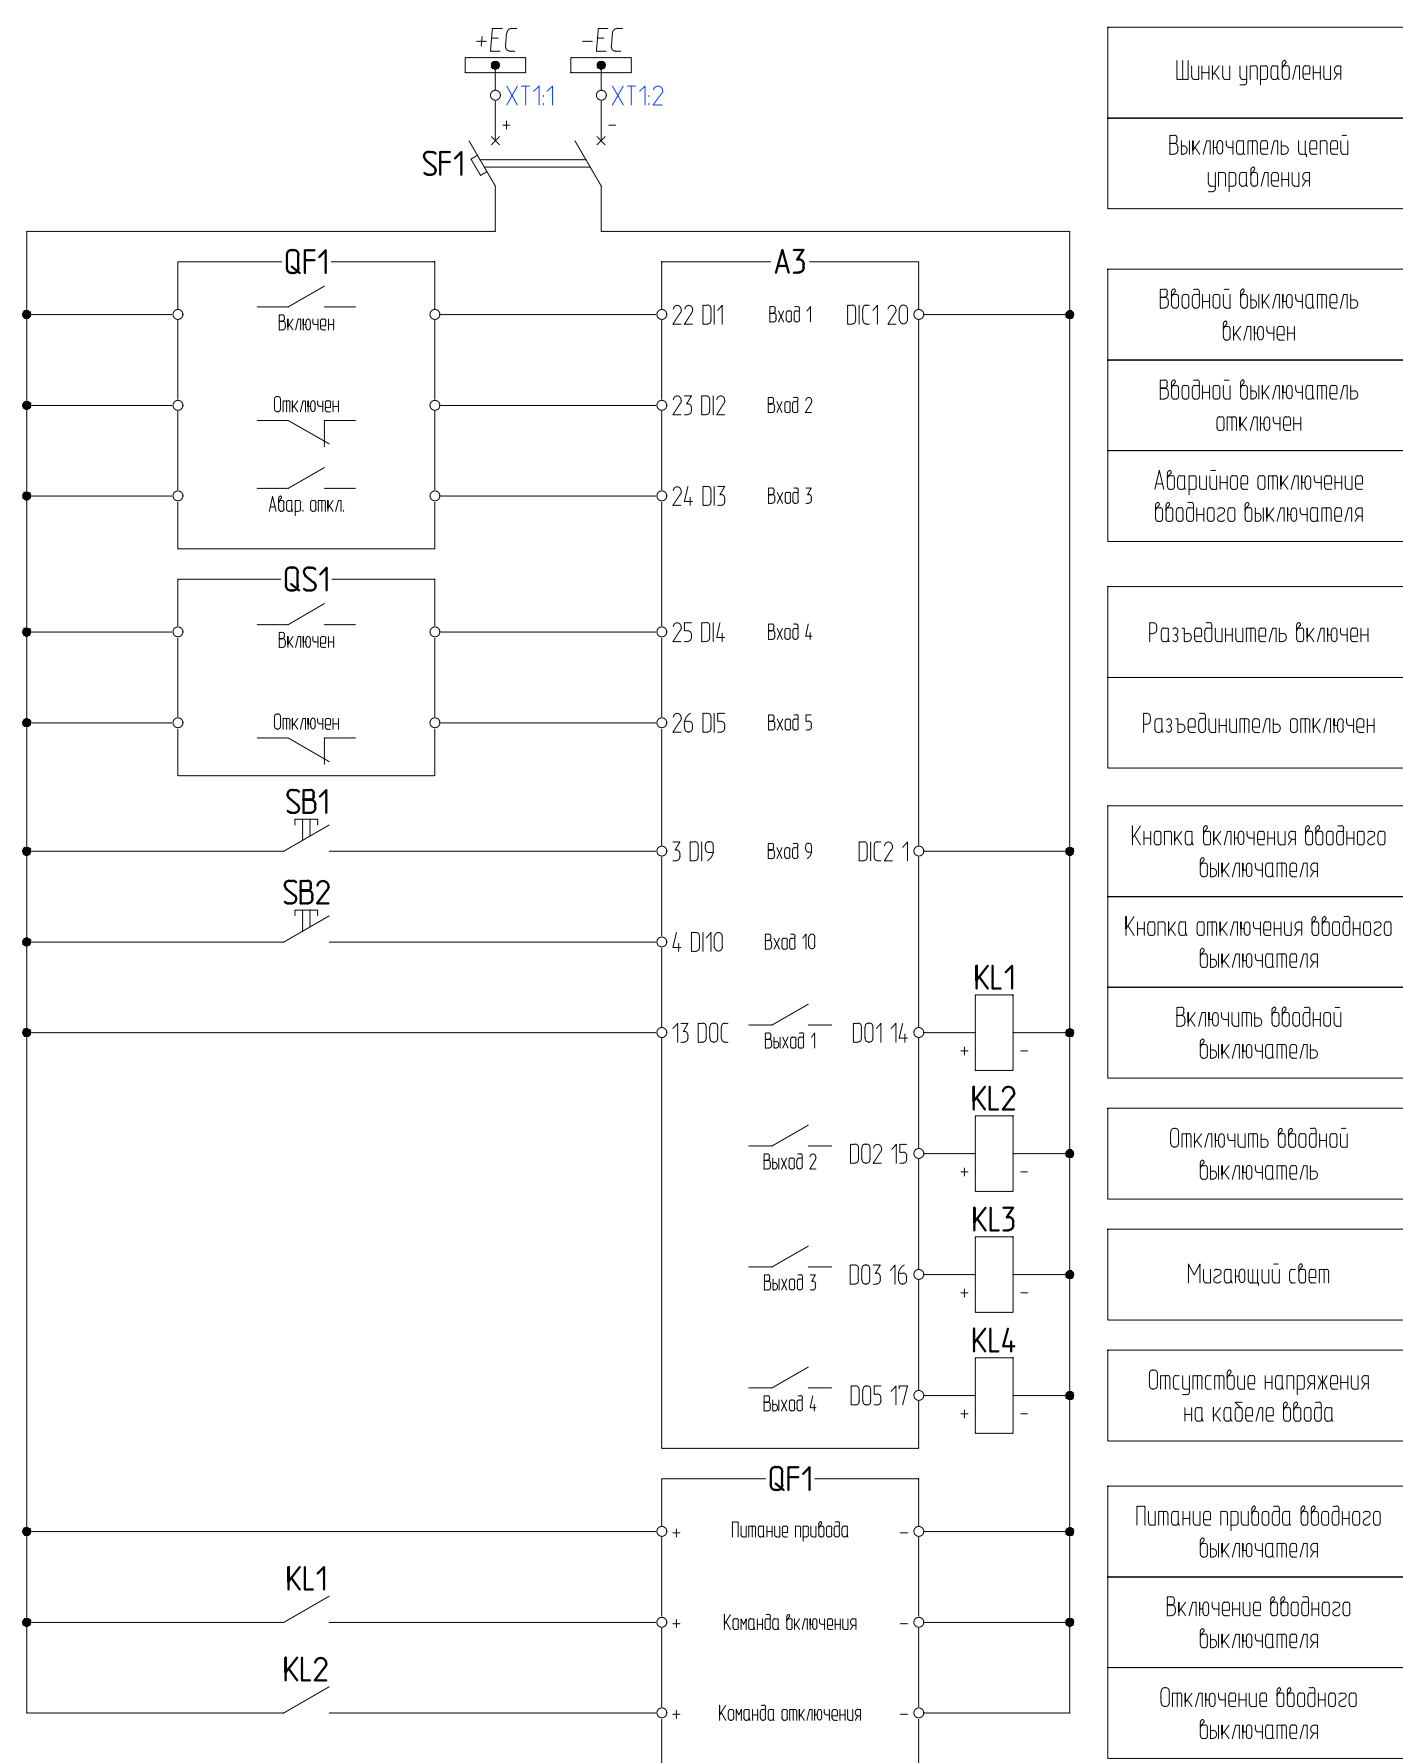 +EC -EC
XT1:1 XT1:2
+ -
SF1
Шинки управления
Выключатель цепей
управления
QF1 A3
Включен
22 DI1 Вход 1 DIC1 20
Вводной выключатель
включен
Отключен
23 DI2 Вход 2
Вводной выключатель
отключен
Авар. откл.
24 DI3 Вход 3
Аварийное отключение
вводного выключателя
QS1
Включен
25 DI4 Вход 4
Разъединитель включен
Отключен
26 DI5 Вход 5
Разъединитель отключен
SB1
3 DI9 Вход 9 DIC2 1
Кнопка включения вводного
выключателя
SB2
4 DI10 Вход 10
Кнопка отключения вводного
выключателя
KL1
13 DOC Выход 1 DO1 14
+ -
Включить вводной
выключатель
KL2
Выход 2 DO2 15
+ -
Отключить вводной
выключатель
KL3
Выход 3 DO3 16
+ -
Мигающий свет
KL4
Выход 4 DO5 17
+ -
Отсутствие напряжения
на кабеле ввода
QF1
+ Питание привода -
Питание привода вводного
выключателя
KL1
+ Команда включения -
Включение вводного
выключателя
KL2
+ Команда отключения -
Отключение вводного
выключателя